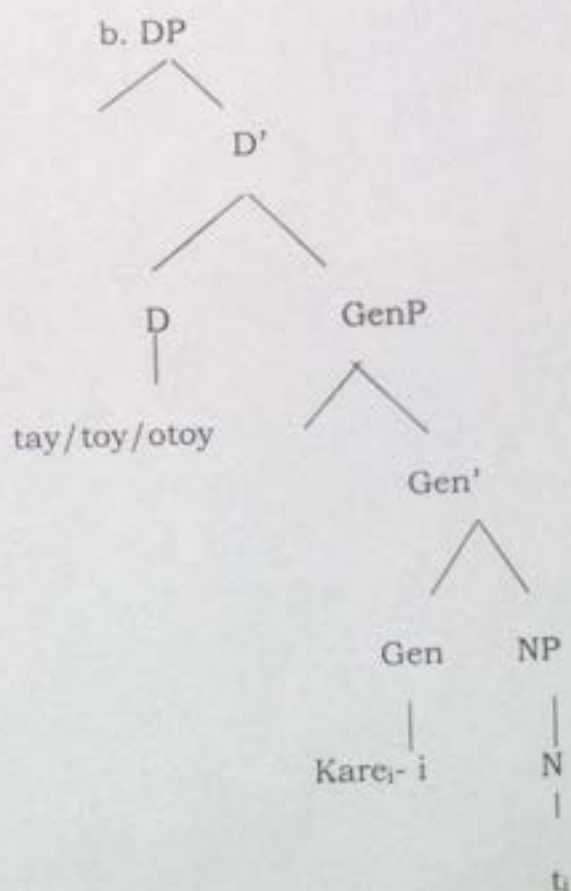 b. DP
D'
D GenP
tay/toy/otoy
Gen'
Gen NP
Kareᵢ- i N
tᵢ